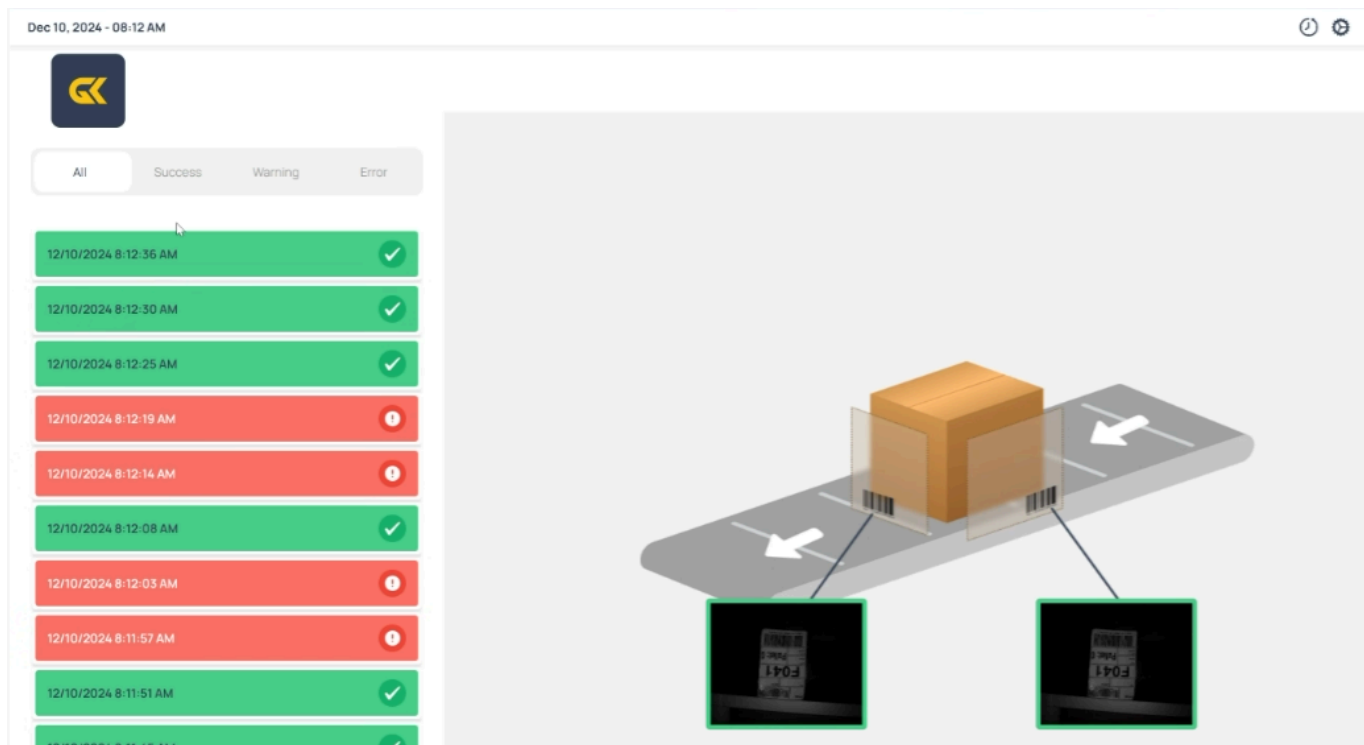 Dec 10, 2024 - 08:12 AM
GK
All Success Warning Error
12/10/2024 8:12:36 AM
12/10/2024 8:12:30 AM
12/10/2024 8:12:25 AM
12/10/2024 8:12:19 AM
12/10/2024 8:12:14 AM
12/10/2024 8:12:08 AM
12/10/2024 8:12:03 AM
12/10/2024 8:11:57 AM
12/10/2024 8:11:51 AM
F041
F041